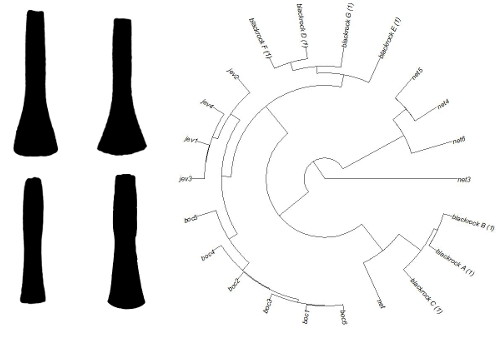 blackrock F (1)
blackrock D (1)
blackrock G (1)
blackrock E (1)
net5
net4
net6
net3
blackrock B (1)
blackrock A (1)
blackrock C (1)
net
boc6
boc1
boc3
boc2
boc4
boc5
jev3
jev1
jev4
jev2